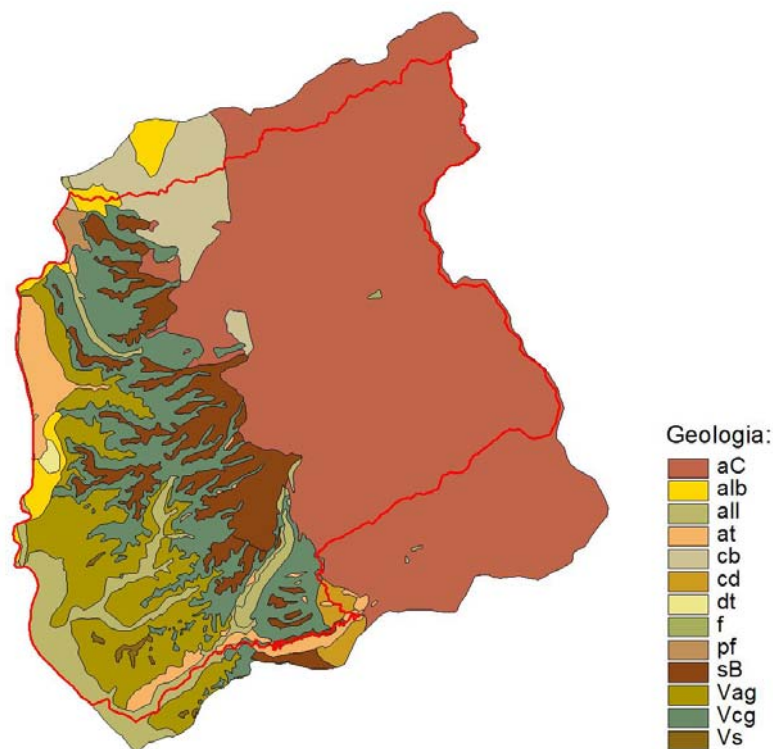 Geologia:
aC
alb
all
at
cb
cd
dt
f
pf
sB
Vag
Vcg
Vs